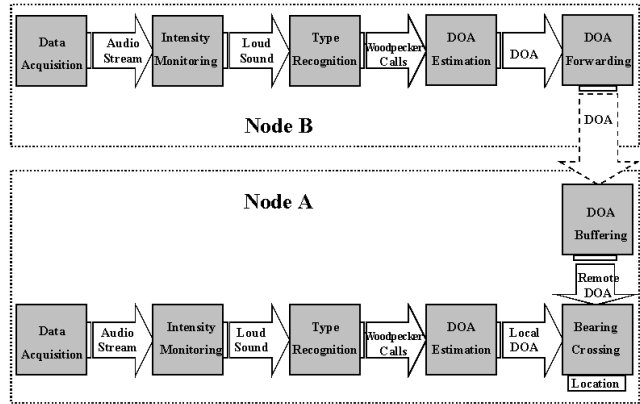 Data Acquisition
Audio Stream
Intensity Monitoring
Loud Sound
Type Recognition
Woodpecker Calls
DOA Estimation
DOA
DOA Forwarding
Node B
DOA
Node A
DOA Buffering
Remote DOA
Data Acquisition
Audio Stream
Intensity Monitoring
Loud Sound
Type Recognition
Woodpecker Calls
DOA Estimation
Local DOA
Bearing Crossing
Location